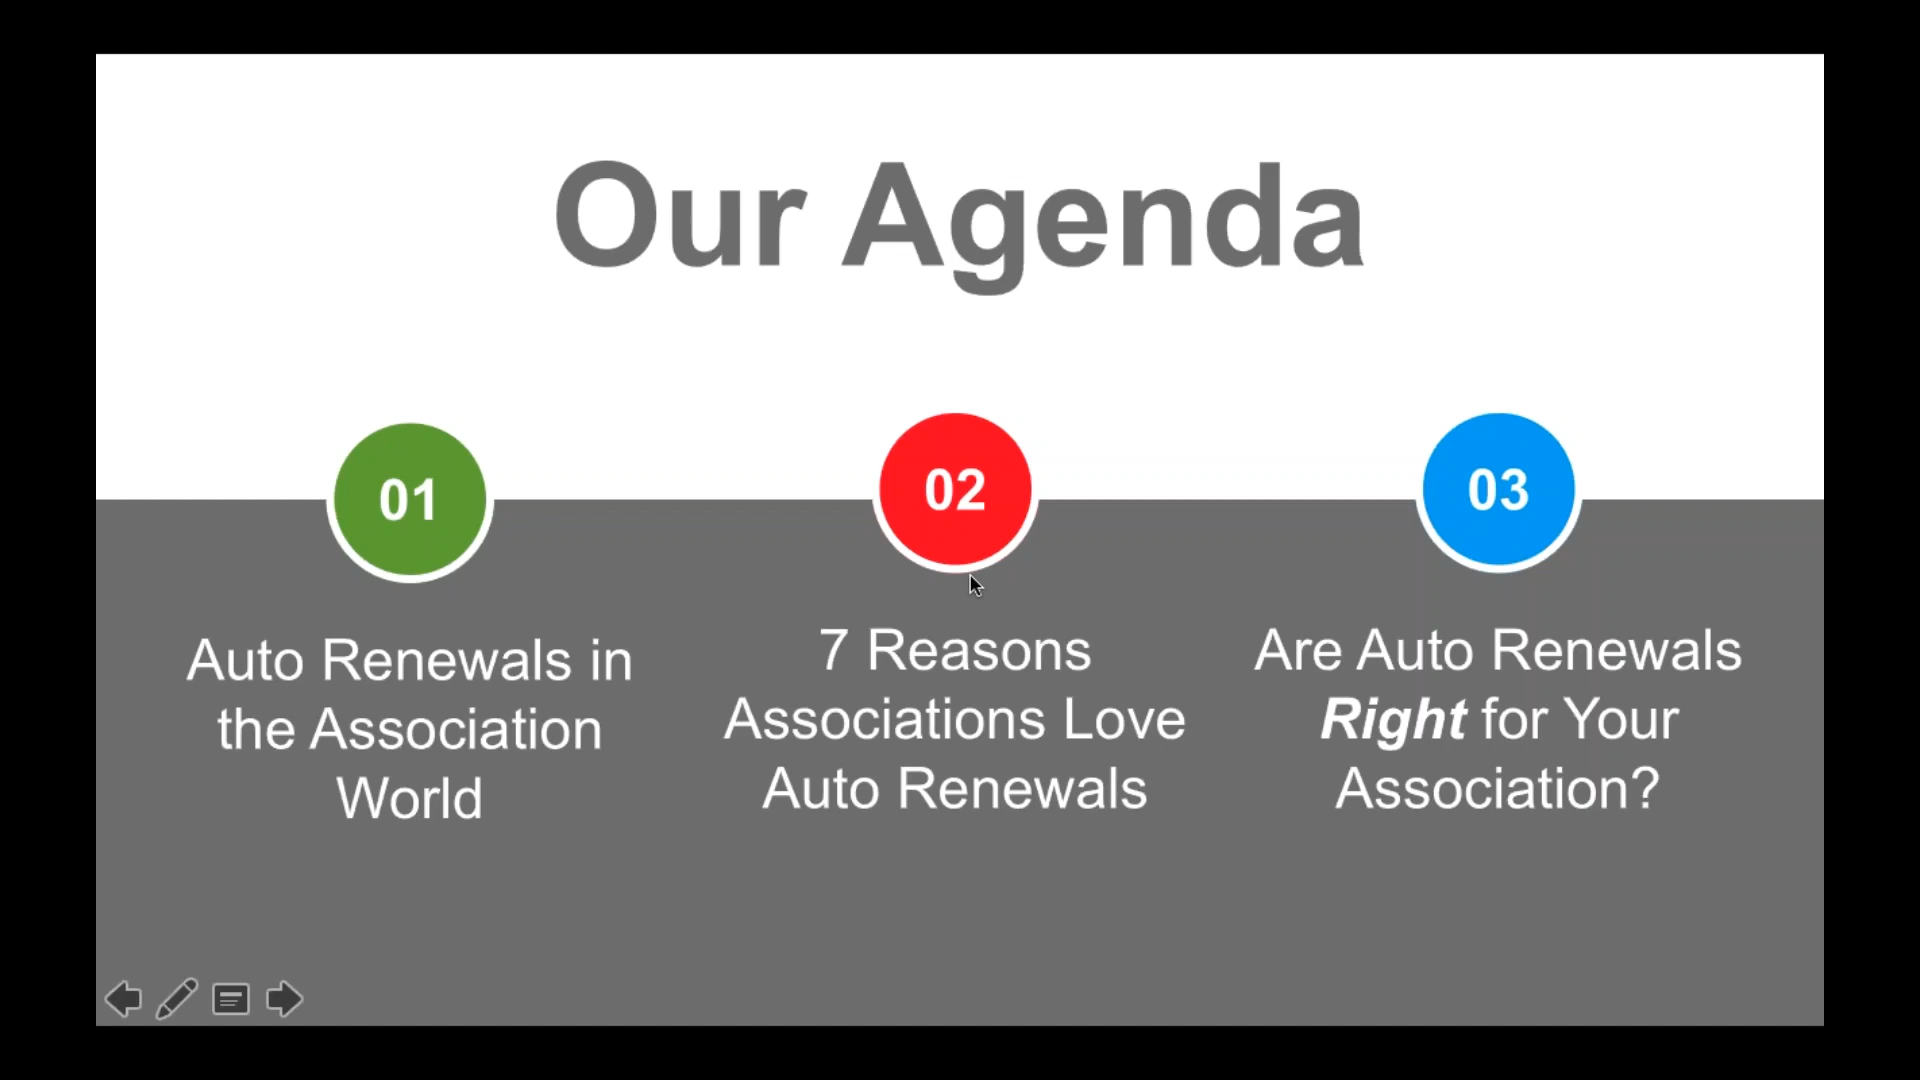 Our Agenda
01
Auto Renewals in
the Association
World
02
7 Reasons
Associations Love
Auto Renewals
03
Are Auto Renewals
Right for Your
Association?